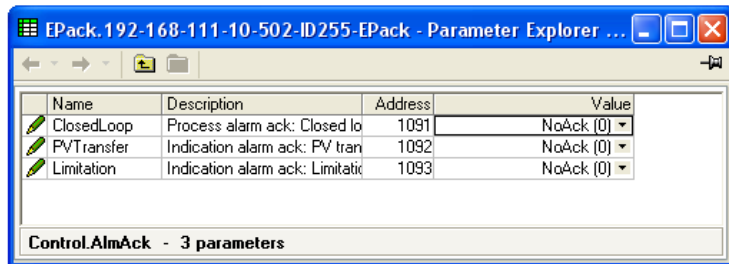 EPack.192-168-111-10-502-ID255-EPack - Parameter Explorer ...
Name Description Address Value
ClosedLoop Process alarm ack: Closed lo 1091 NoAck (0)
PVTransfer Indication alarm ack: PV tran 1092 NoAck (0)
Limitation Indication alarm ack: Limitatio 1093 NoAck (0)
Control.AlmAck - 3 parameters